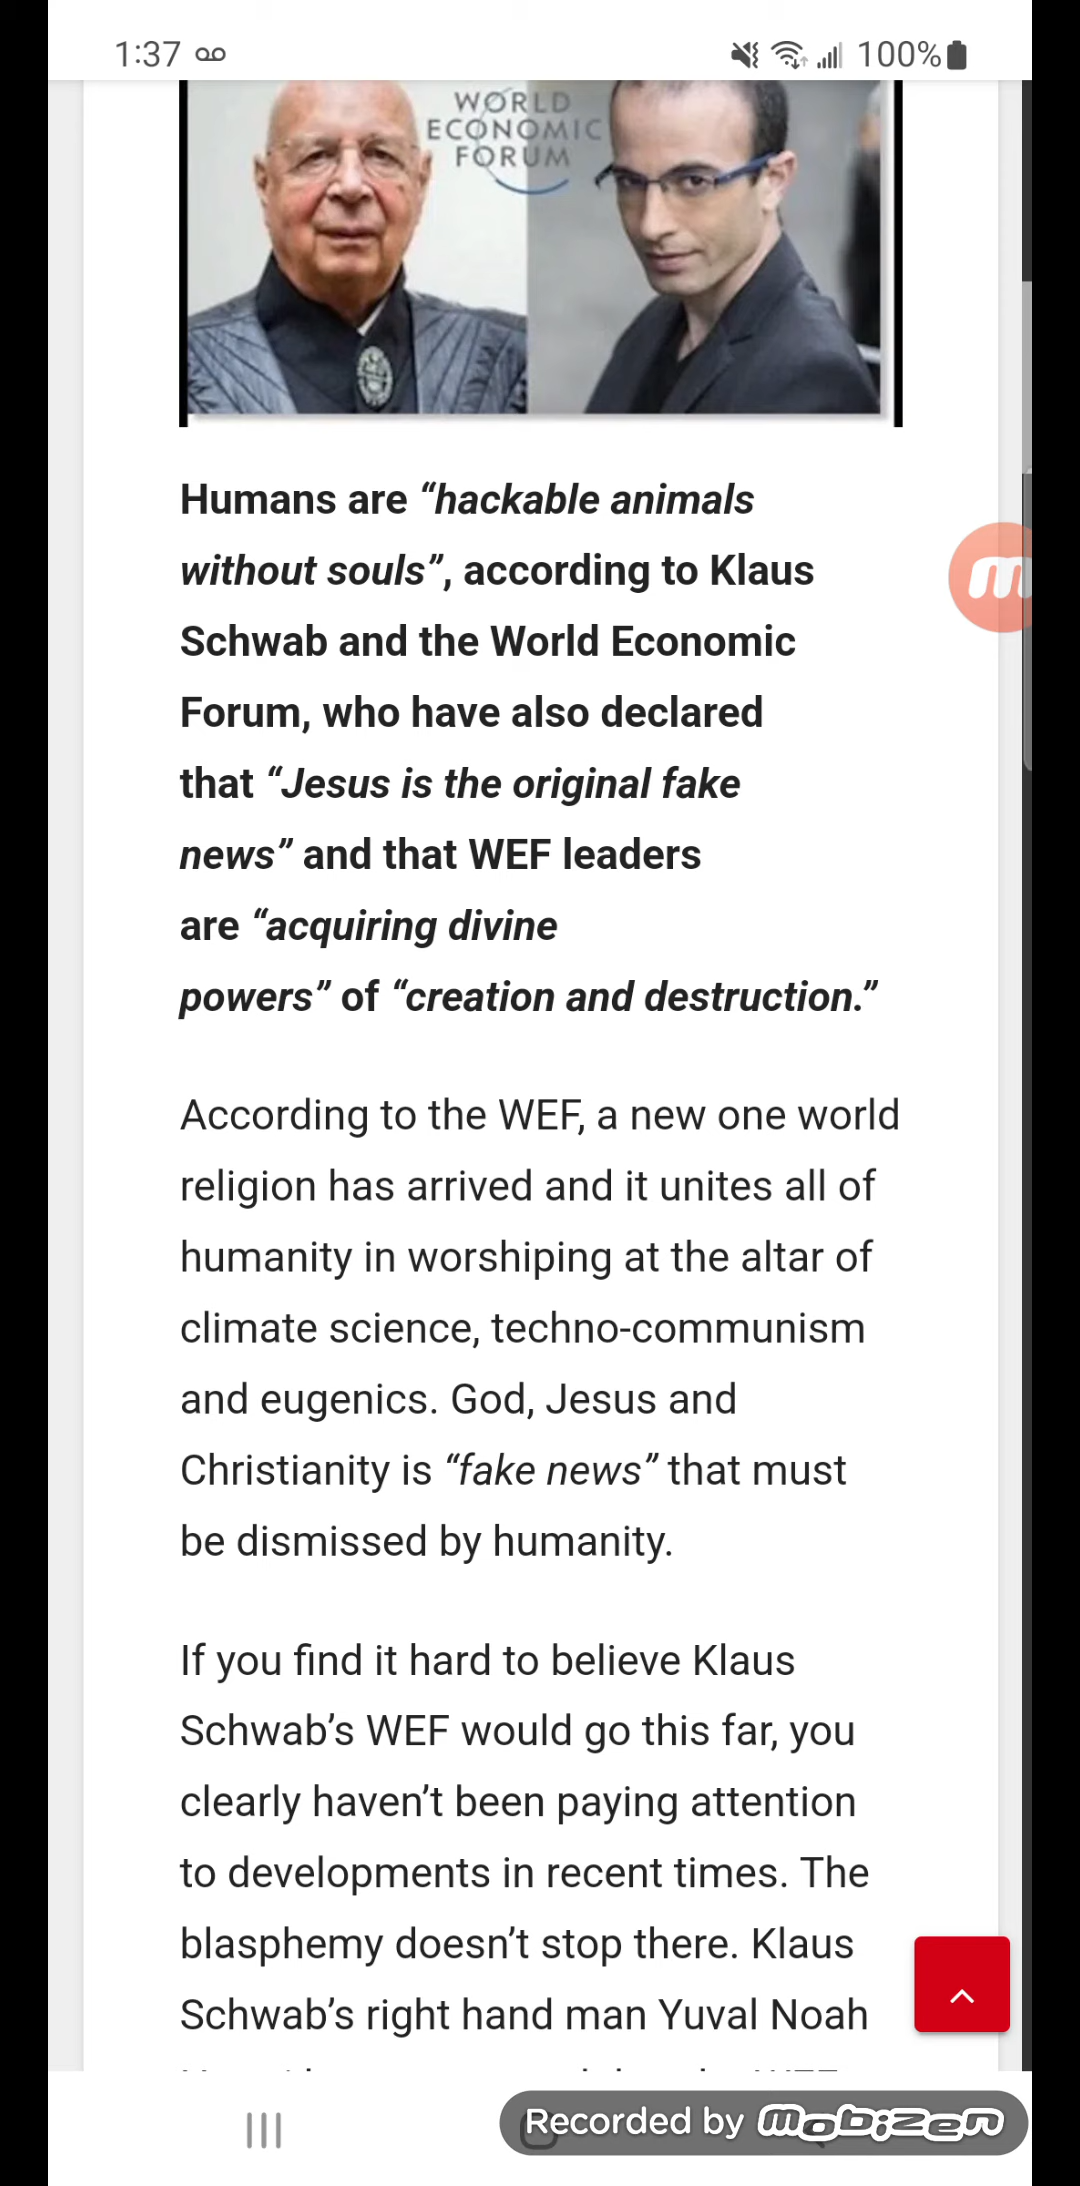 1:37
100%
WORLD
ECONOMIC
FORUM
Humans are “hackable animals
without souls”, according to Klaus
Schwab and the World Economic
Forum, who have also declared
that “Jesus is the original fake
news” and that WEF leaders
are “acquiring divine
powers” of “creation and destruction.”
According to the WEF, a new one world
religion has arrived and it unites all of
humanity in worshiping at the altar of
climate science, techno-communism
and eugenics. God, Jesus and
Christianity is “fake news” that must
be dismissed by humanity.
If you find it hard to believe Klaus
Schwab’s WEF would go this far, you
clearly haven’t been paying attention
to developments in recent times. The
blasphemy doesn’t stop there. Klaus
Schwab’s right hand man Yuval Noah
Recorded by mobizen